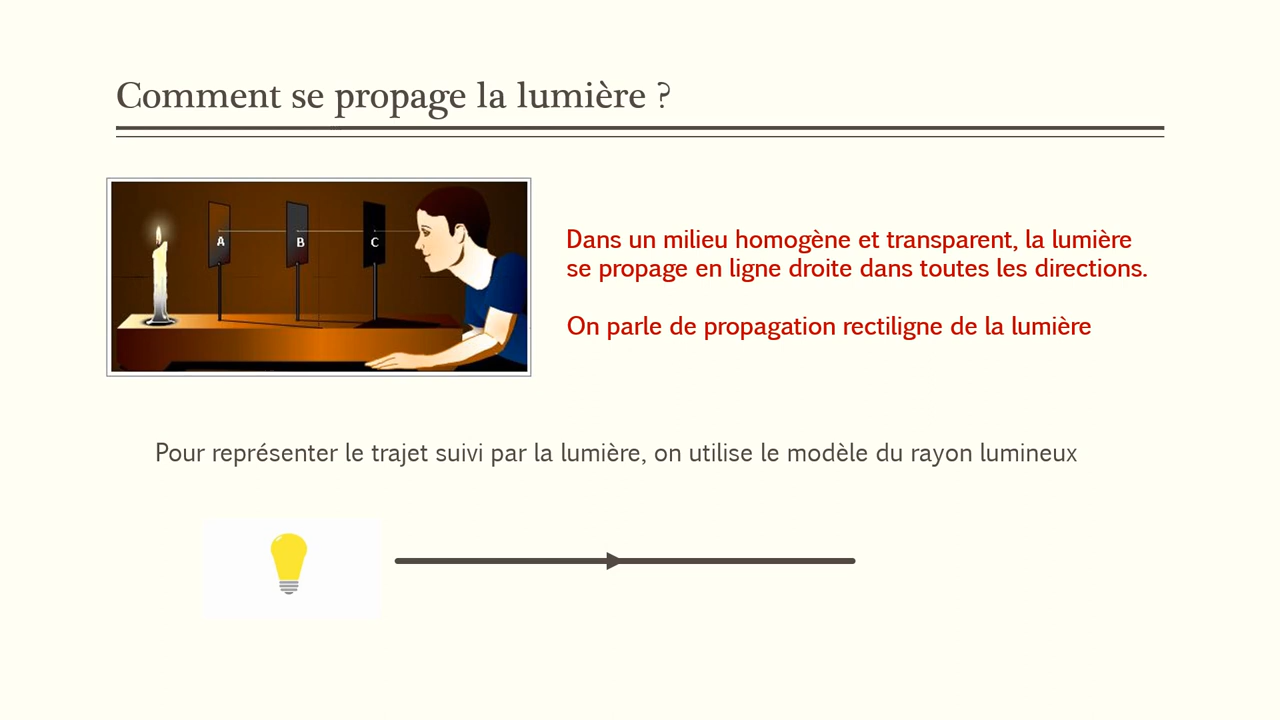 Comment se propage la lumière ?
A B C
Dans un milieu homogène et transparent, la lumière
se propage en ligne droite dans toutes les directions.
On parle de propagation rectiligne de la lumière
Pour représenter le trajet suivi par la lumière, on utilise le modèle du rayon lumineux